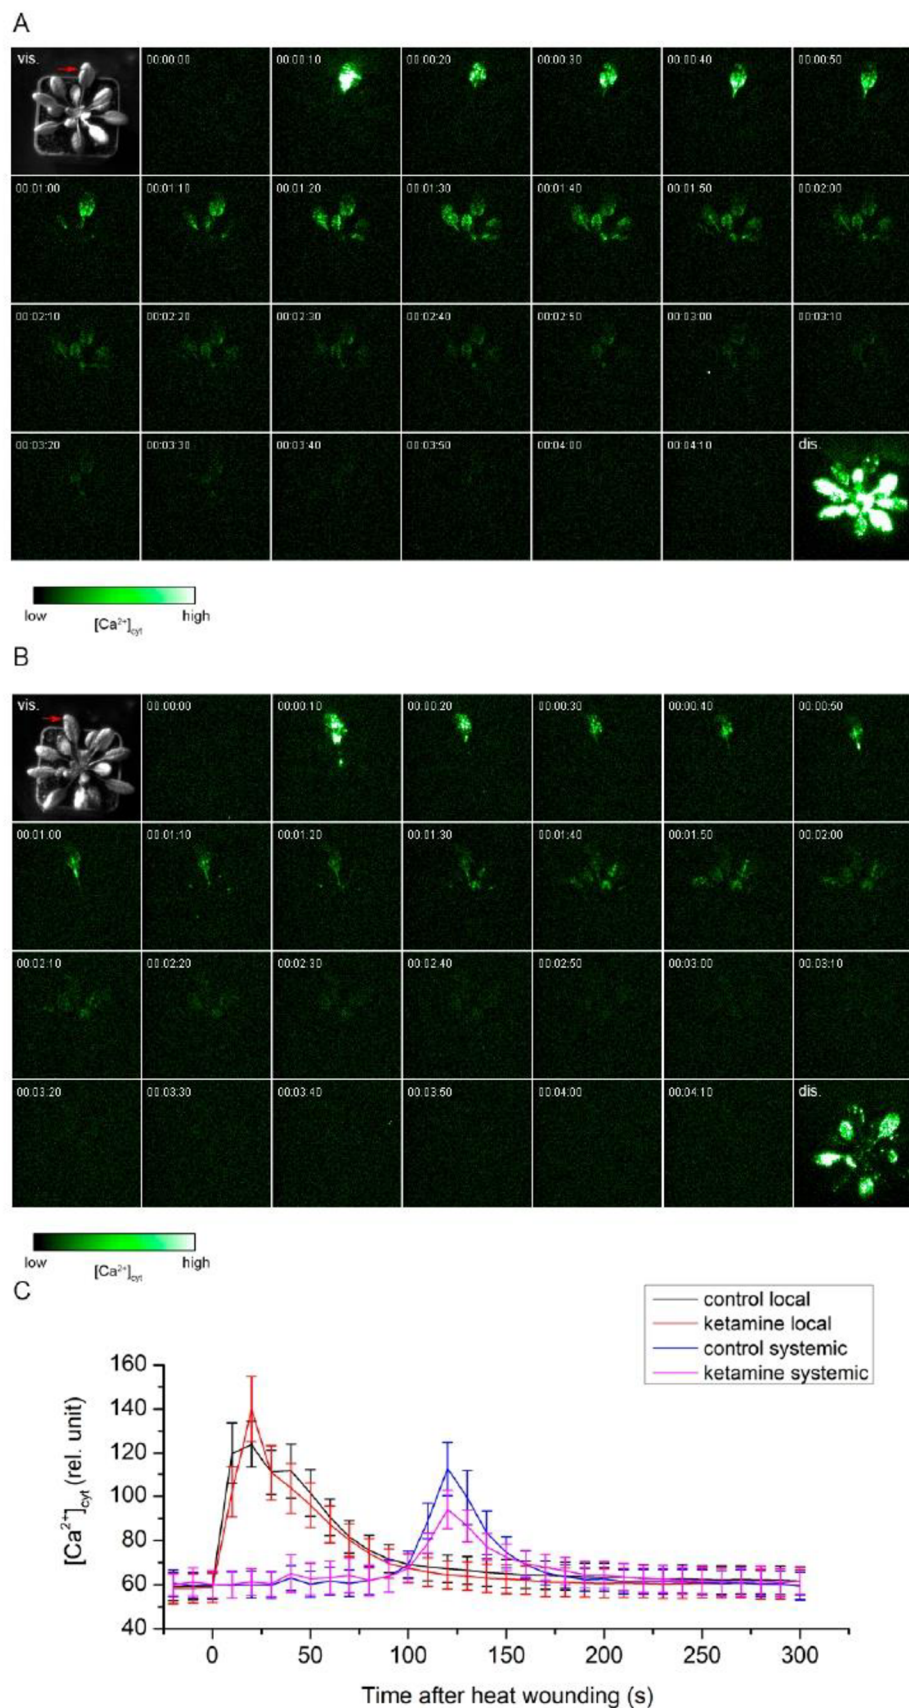 A
vis. 00:00:00 00:00:10 00:00:20 00:00:30 00:00:40 00:00:50
00:01:00 00:01:10 00:01:20 00:01:30 00:01:40 00:01:50 00:02:00
00:02:10 00:02:20 00:02:30 00:02:40 00:02:50 00:03:00 00:03:10
00:03:20 00:03:30 00:03:40 00:03:50 00:04:00 00:04:10 dis.
low high
[Ca²⁺]cyt
B
vis. 00:00:00 00:00:10 00:00:20 00:00:30 00:00:40 00:00:50
00:01:00 00:01:10 00:01:20 00:01:30 00:01:40 00:01:50 00:02:00
00:02:10 00:02:20 00:02:30 00:02:40 00:02:50 00:03:00 00:03:10
00:03:20 00:03:30 00:03:40 00:03:50 00:04:00 00:04:10 dis.
low high
[Ca²⁺]cyt
C
control local
ketamine local
control systemic
ketamine systemic
[Ca²⁺]cyt (rel. unit)
160
140
120
100
80
60
40
0 50 100 150 200 250 300
Time after heat wounding (s)